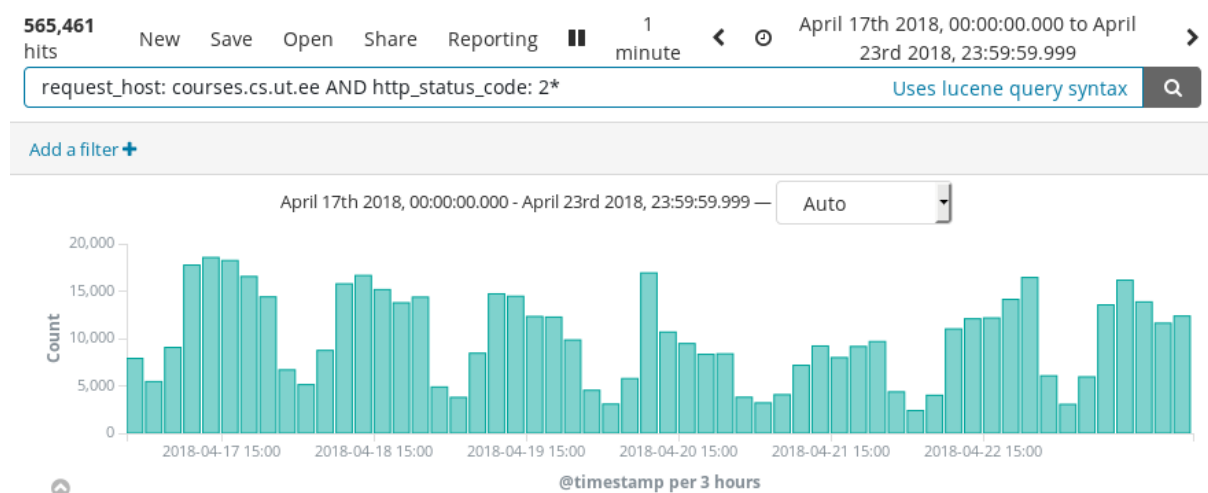 565,461
hits
New Save Open Share Reporting
1
minute
April 17th 2018, 00:00:00.000 to April
23rd 2018, 23:59:59.999
request_host: courses.cs.ut.ee AND http_status_code: 2*
Uses lucene query syntax
Add a filter +
April 17th 2018, 00:00:00.000 - April 23rd 2018, 23:59:59.999 —
Auto
20,000
15,000
10,000
5,000
0
Count
2018-04-17 15:00 2018-04-18 15:00 2018-04-19 15:00 2018-04-20 15:00 2018-04-21 15:00 2018-04-22 15:00
@timestamp per 3 hours